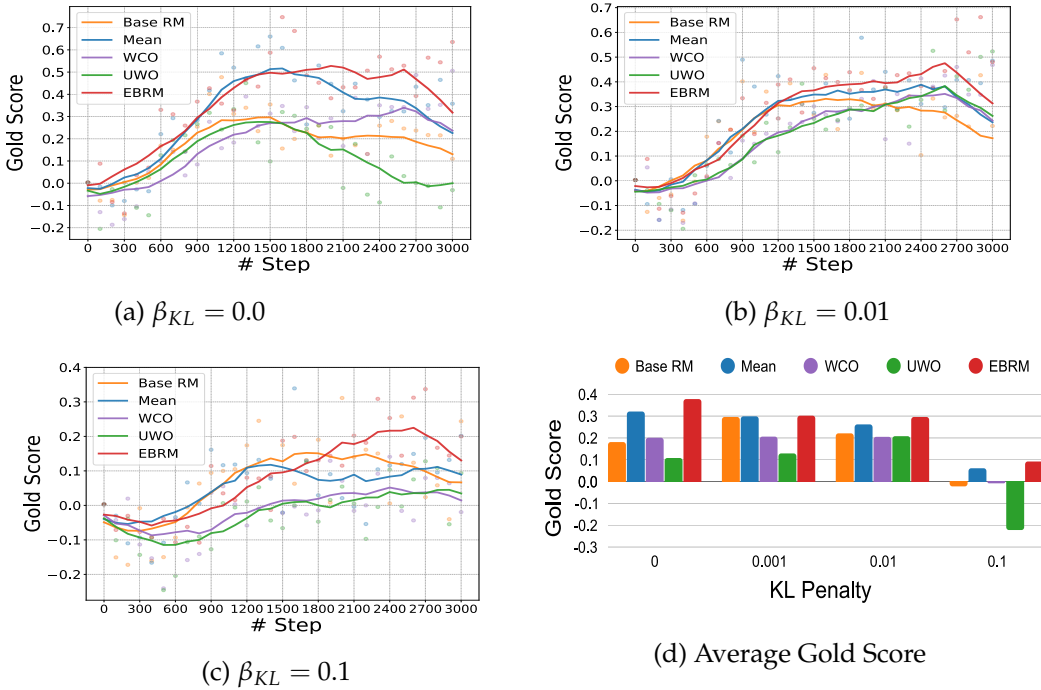 Base RM
Mean
WCO
UWO
EBRM
0.7
0.6
0.5
0.4
0.3
0.2
0.1
0.0
−0.1
−0.2
Gold Score
0 300 600 900 1200 1500 1800 2100 2400 2700 3000
# Step
(a) β_KL = 0.0
Base RM
Mean
WCO
UWO
EBRM
0.6
0.5
0.4
0.3
0.2
0.1
0.0
−0.1
−0.2
Gold Score
0 300 600 900 1200 1500 1800 2100 2400 2700 3000
# Step
(b) β_KL = 0.01
Base RM
Mean
WCO
UWO
EBRM
0.4
0.3
0.2
0.1
0.0
−0.1
−0.2
Gold Score
0 300 600 900 1200 1500 1800 2100 2400 2700 3000
# Step
(c) β_KL = 0.1
Base RM Mean WCO UWO EBRM
0.4
0.3
0.2
0.1
0.0
-0.1
-0.2
-0.3
Gold Score
0 0.001 0.01 0.1
KL Penalty
(d) Average Gold Score